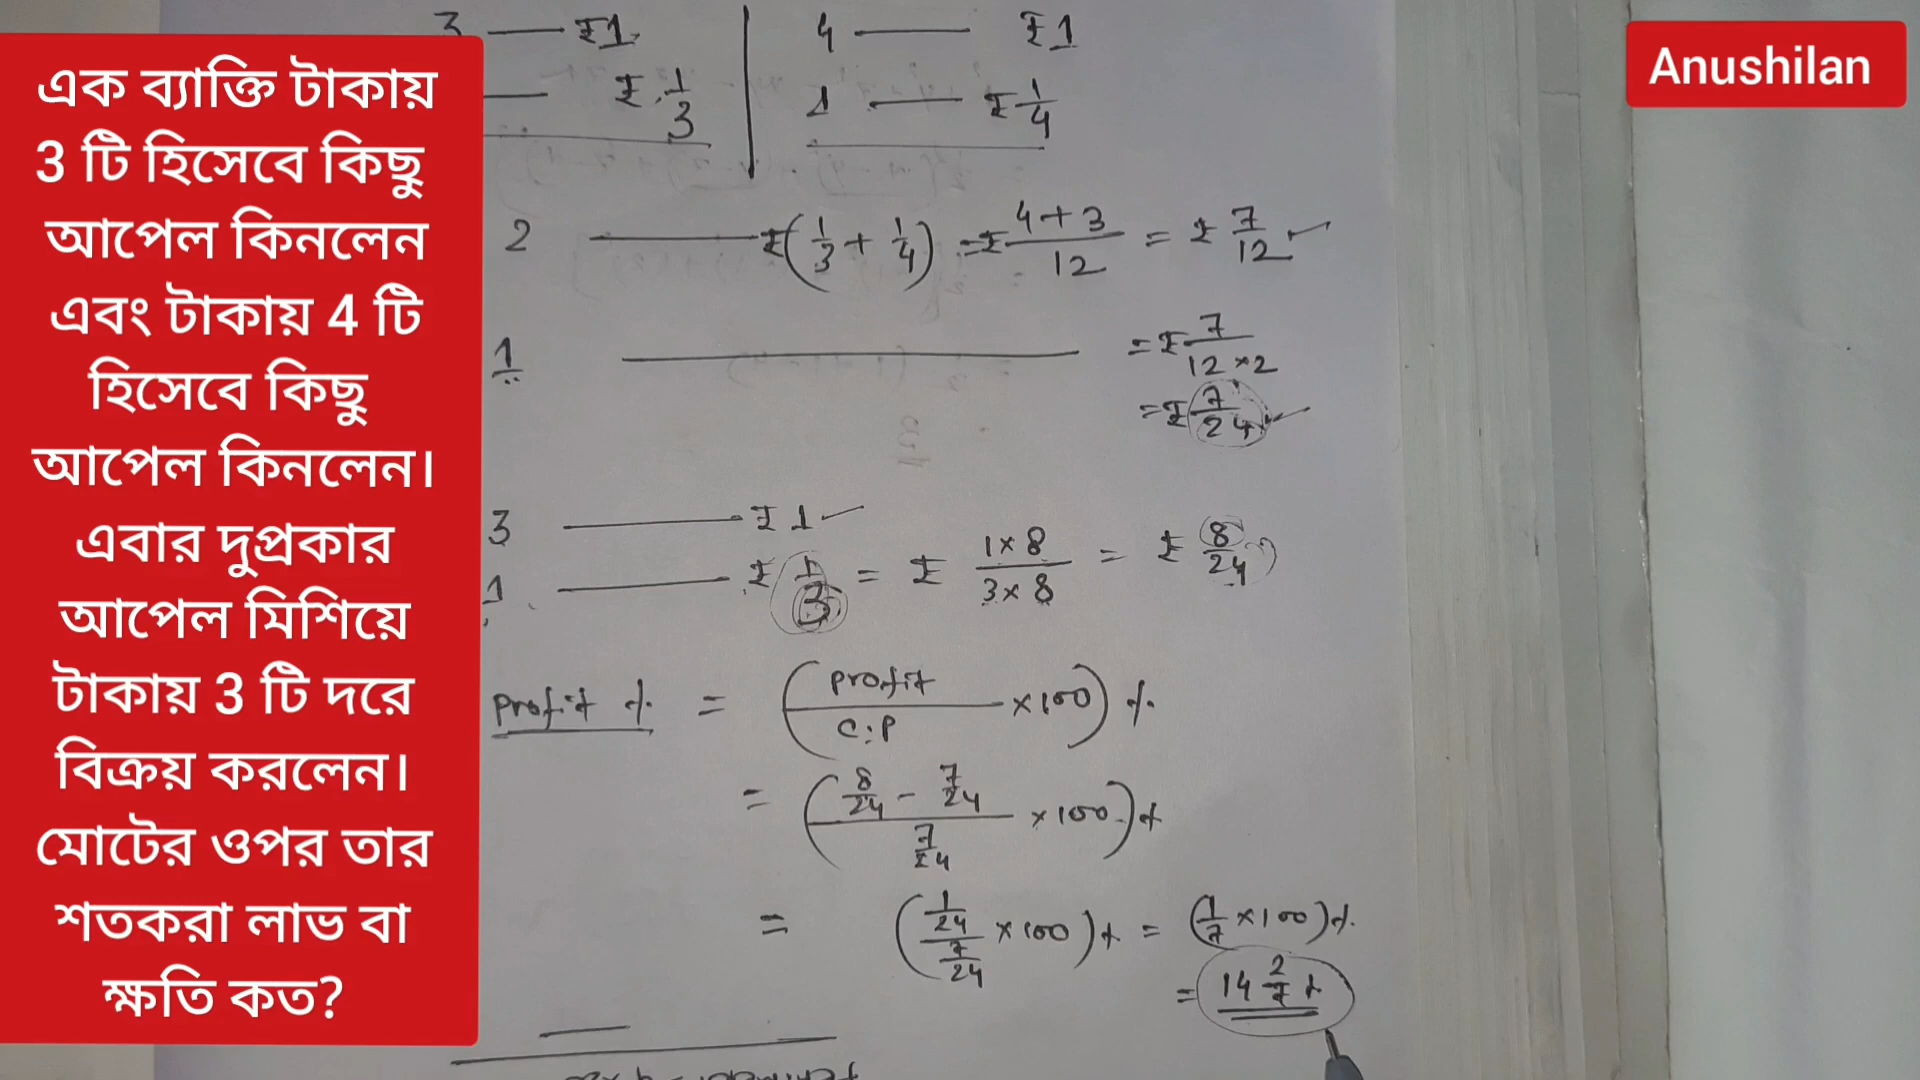 এক ব্যাক্তি টাকায়
3 টি হিসেবে কিছু
আপেল কিনলেন
এবং টাকায় 4 টি
হিসেবে কিছু
আপেল কিনলেন।
এবার দুপ্রকার
আপেল মিশিয়ে
টাকায় 3 টি দরে
বিক্রয় করলেন।
মোটের ওপর তার
শতকরা লাভ বা
ক্ষতি কত?
Anushilan
3 — ₹1
₹ 1/3
4 — ₹1
1 — ₹ 1/4
2 — ₹(1/3 + 1/4) = ₹ (4+3)/12 = ₹ 7/12
1 — = ₹ 7/(12×2)
= ₹ 7/24
3 — ₹1
1 — ₹ 1/3 = ₹ (1×8)/(3×8) = ₹ 8/24
Profit % = (Profit/C.P ×100) %
= ((8/24 − 7/24)/(7/24) ×100) %
= ((1/24)/(7/24) ×100) % = (1/7 ×100) %
= 14 2/7 %